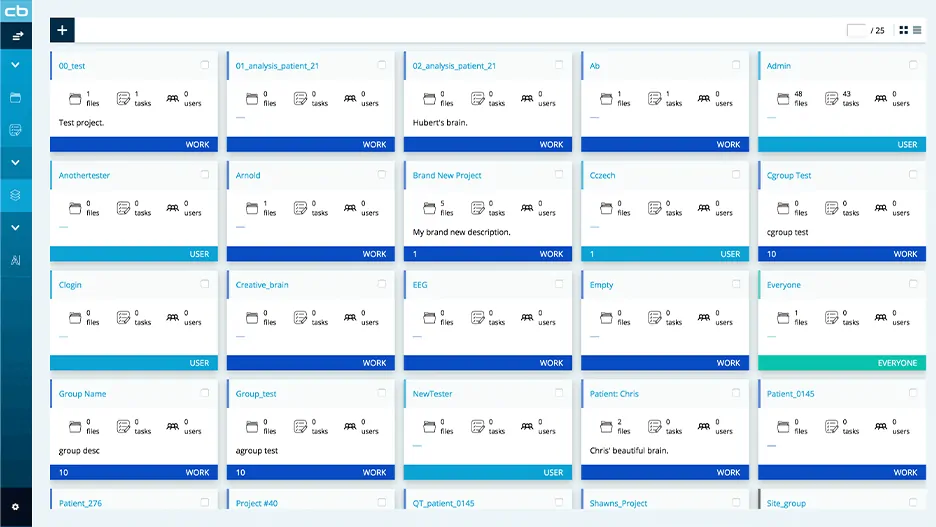 cb
+ / 25
00_test 01_analysis_patient_21 02_analysis_patient_21 Ab Admin
1 files 1 tasks 0 users 0 files 0 tasks 0 users 0 files 0 tasks 0 users 1 files 1 tasks 0 users 48 files 43 tasks 0 users
Test project. Hubert's brain.
WORK WORK WORK WORK USER
Anothertester Arnold Brand New Project Cczech Cgroup Test
0 files 0 tasks 0 users 1 files 0 tasks 0 users 5 files 0 tasks 0 users 0 files 0 tasks 0 users 0 files 0 tasks 0 users
My brand new description. cgroup test
USER WORK 1 WORK 1 USER 10 WORK
Clogin Creative_brain EEG Empty Everyone
0 files 0 tasks 0 users 0 files 0 tasks 0 users 0 files 0 tasks 0 users 0 files 0 tasks 0 users 1 files 0 tasks 0 users
USER WORK WORK WORK EVERYONE
Group Name Group_test NewTester Patient: Chris Patient_0145
0 files 0 tasks 0 users 0 files 0 tasks 0 users 0 files 0 tasks 0 users 2 files 0 tasks 0 users 0 files 0 tasks 0 users
group desc agroup test Chris' beautiful brain.
10 WORK 10 WORK USER WORK WORK
Patient_276 Project #40 QT_patient_0145 Shawns_Project Site_group
AI